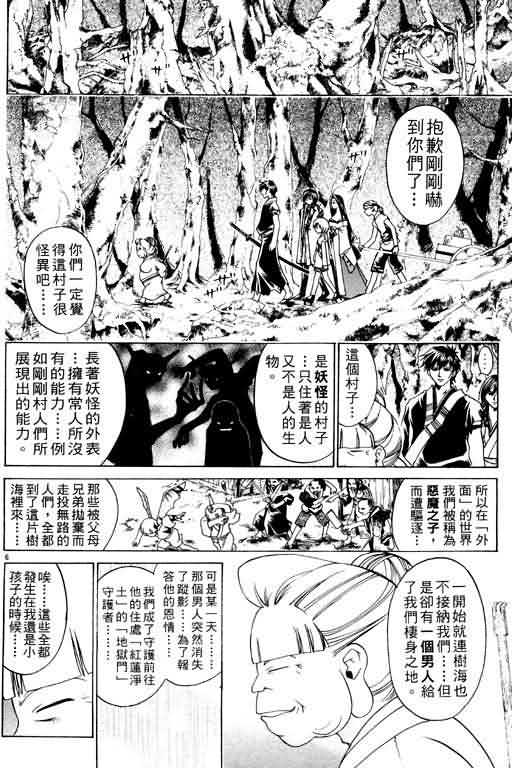 抱歉剛剛嚇
到你們了…
你們一定覺
得這村子很
怪異吧……
……
這個村子…
是妖怪的村子
…只住著是人
又不是人的生
物。
長著妖怪的外表
…擁有常人所沒
有的能力……例
如剛剛村人們所
展現出的能力。
所以在「外
面」的世界
我們被稱為
惡魔之子，
而遭驅逐…
那些被父母
兄弟拋棄而
走投無路的
人們，全都
到了這片樹
海裡來……
一開始就連樹海也
不接納我們……但
是卻有一個男人給
了我們棲身之地。
可是某一天……
那個男人突然消失
了蹤影……為了報
答他的恩情
我們成了守護前往
他的住處「紅蓮淨
土」的「地獄門」
守護者……
唉……這些全都
發生在我還是小
孩子的時候……
6